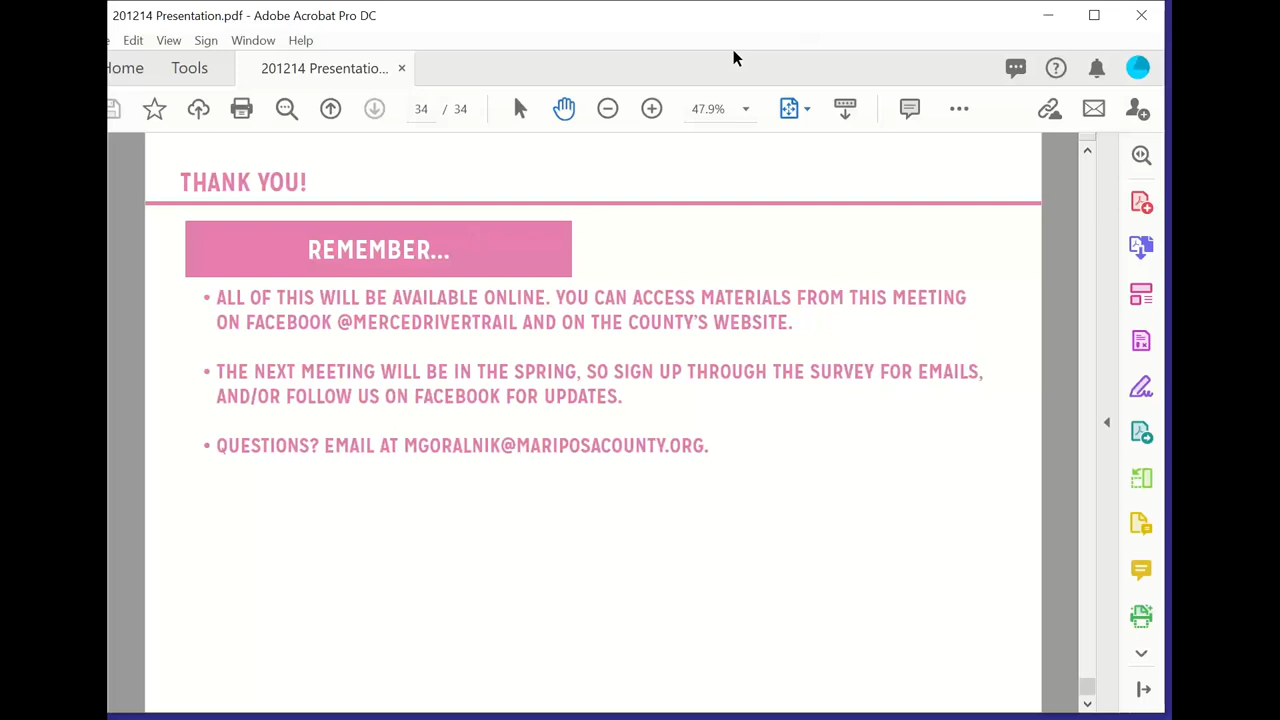 201214 Presentation.pdf - Adobe Acrobat Pro DC
Edit View Sign Window Help
Tools 201214 Presentatio... ×
34 / 34 47.9%
THANK YOU!
REMEMBER...
• ALL OF THIS WILL BE AVAILABLE ONLINE. YOU CAN ACCESS MATERIALS FROM THIS MEETING
ON FACEBOOK @MERCEDRIVERTRAIL AND ON THE COUNTY'S WEBSITE.
• THE NEXT MEETING WILL BE IN THE SPRING, SO SIGN UP THROUGH THE SURVEY FOR EMAILS,
AND/OR FOLLOW US ON FACEBOOK FOR UPDATES.
• QUESTIONS? EMAIL AT MGORALNIK@MARIPOSACOUNTY.ORG.